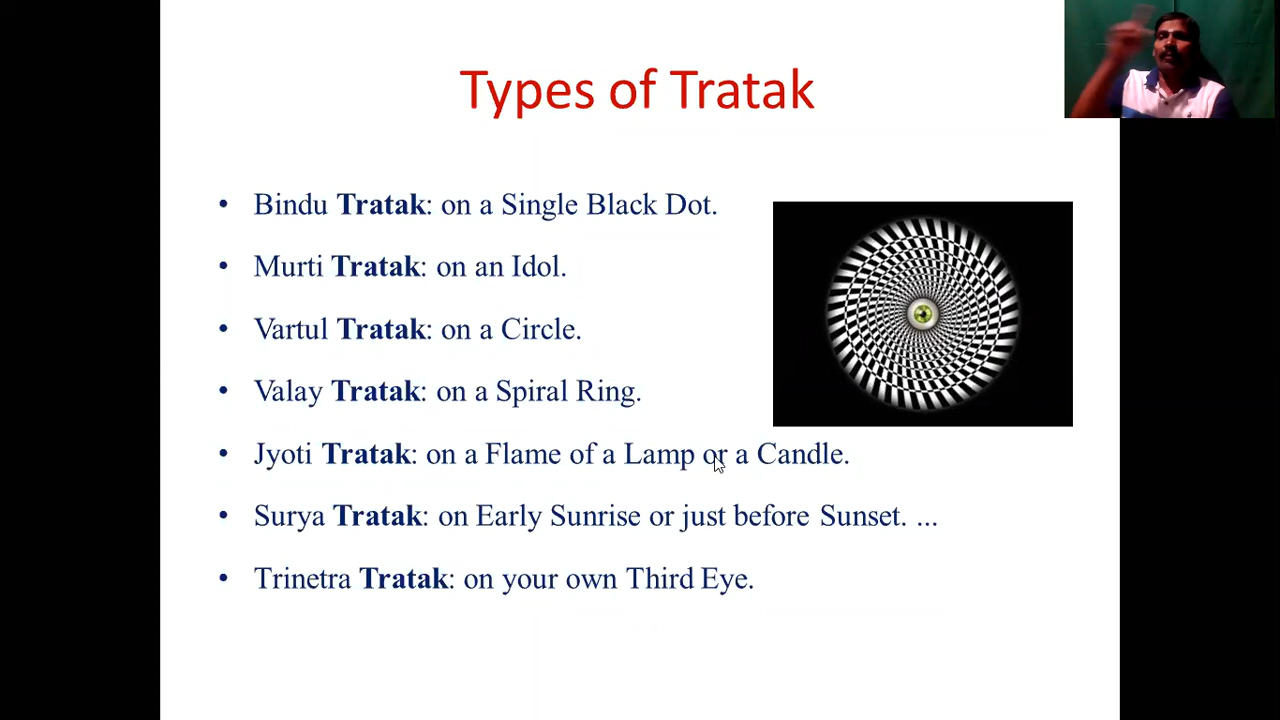 Types of Tratak
• Bindu Tratak: on a Single Black Dot.
• Murti Tratak: on an Idol.
• Vartul Tratak: on a Circle.
• Valay Tratak: on a Spiral Ring.
• Jyoti Tratak: on a Flame of a Lamp or a Candle.
• Surya Tratak: on Early Sunrise or just before Sunset. ...
• Trinetra Tratak: on your own Third Eye.